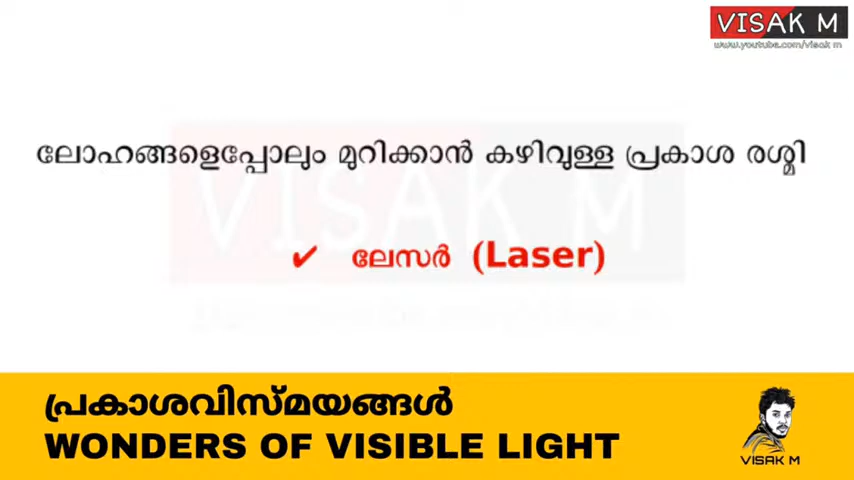 VISAK M
www.youtube.com/visak m
ലോഹങ്ങളെപ്പോലും മുറിക്കാൻ കഴിവുള്ള പ്രകാശ രശ്മി
VISAK M
✔ ലേസർ (Laser)
പ്രകാശവിസ്മയങ്ങൾ
WONDERS OF VISIBLE LIGHT
VISAK M